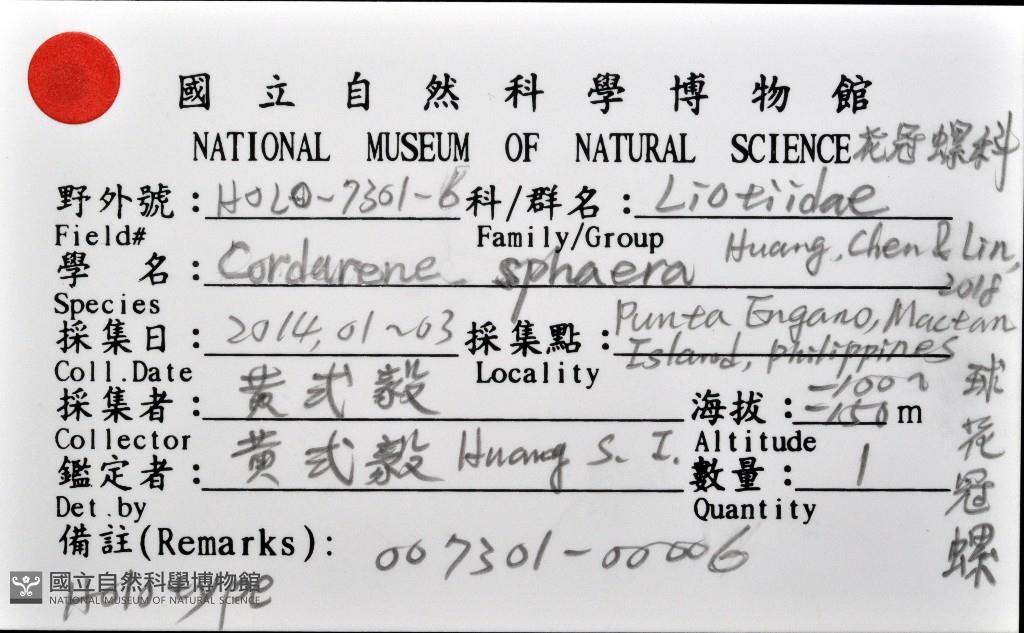 國立自然科學博物館
NATIONAL MUSEUM OF NATURAL SCIENCE 花冠螺科
野外號：HOLO-7301-6 科/群名：Liotiidae
Field# Family/Group
學名：Cordarene sphaera Huang, Chen & Lin, 2018
Species
採集日：2014,01~03 採集點：Punta Engano, Mactan Island, philippines
Coll.Date Locality
採集者：黃式毅 海拔：-100~-150m
Collector Altitude
鑑定者：黃式毅 Huang S. I. 數量：1
Det.by Quantity
球花冠螺
備註(Remarks)：007301-00006
Holotype
國立自然科學博物館
NATIONAL MUSEUM OF NATURAL SCIENCE